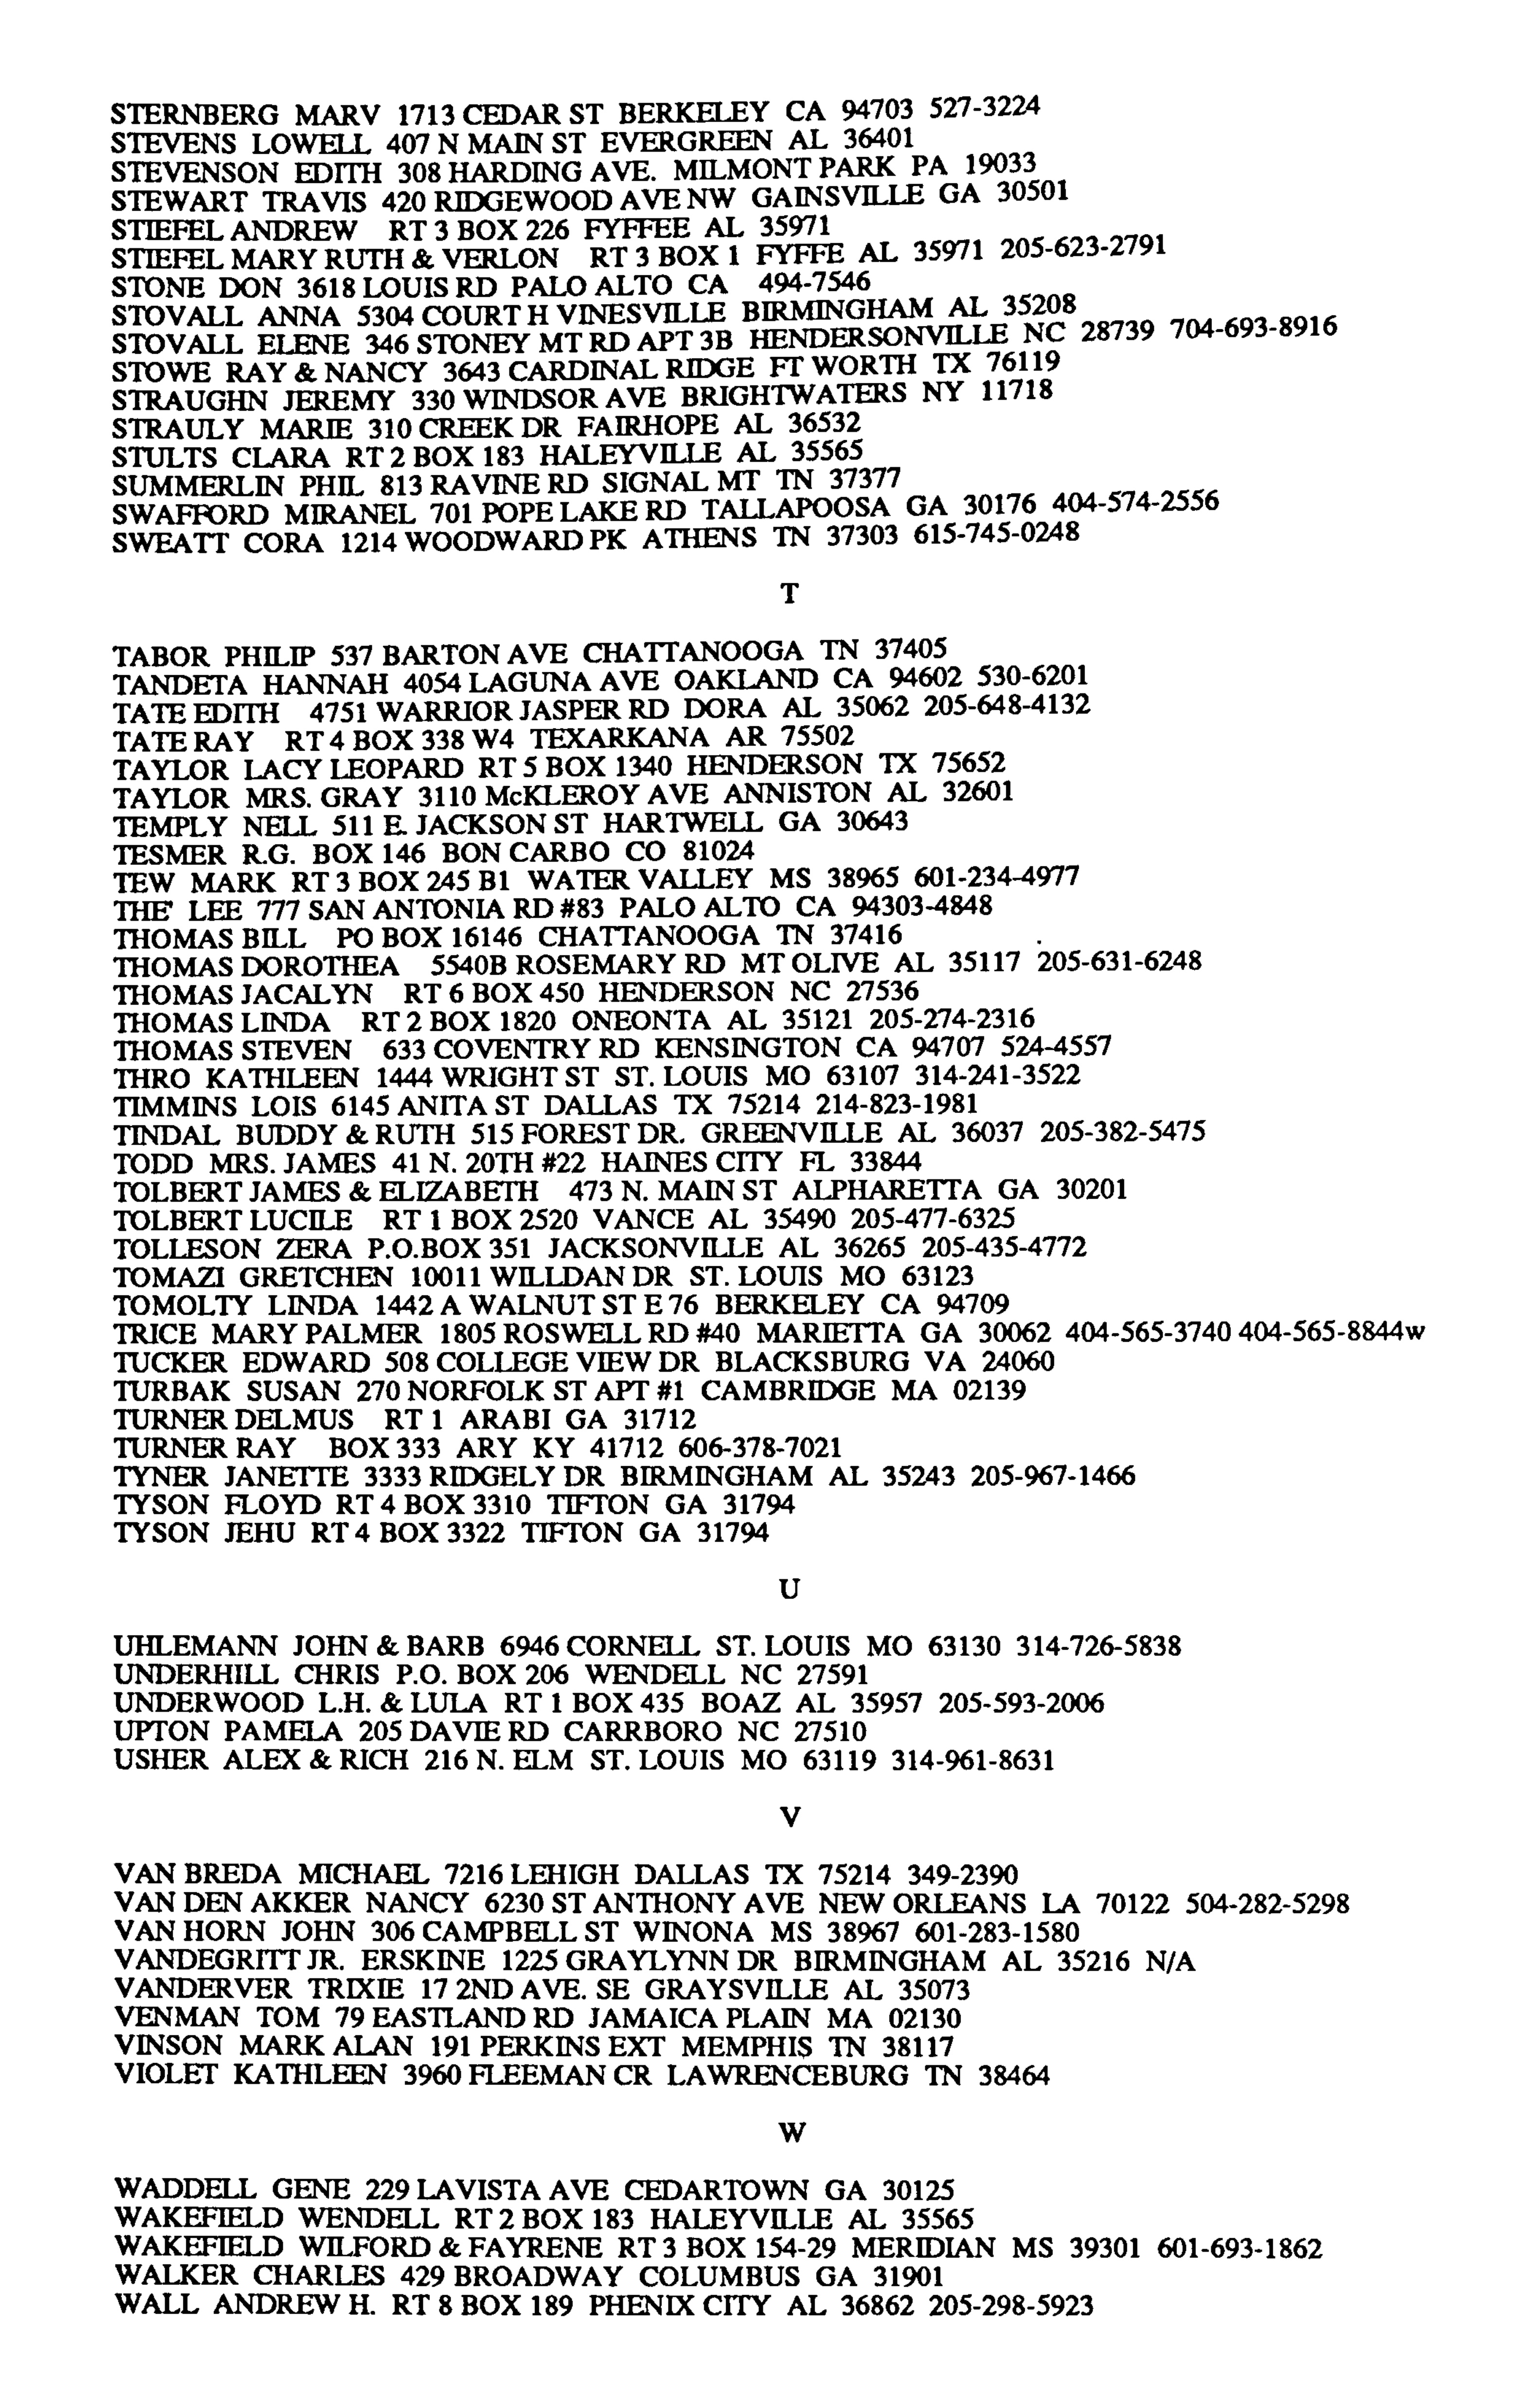 STERNBERG MARV 1713 CEDAR ST BERKELEY CA 94703 527-3224
STEVENS LOWELL 407 N MAIN ST EVERGREEN AL 36401
STEVENSON EDITH 308 HARDING AVE. MILMONT PARK PA 19033
STEWART TRAVIS 420 RIDGEWOOD AVE NW GAINSVILLE GA 30501
STIEFEL ANDREW RT 3 BOX 226 FYFFEE AL 35971
STIEFEL MARY RUTH & VERLON RT 3 BOX 1 FYFFE AL 35971 205-623-2791
STONE DON 3618 LOUIS RD PALO ALTO CA 494-7546
STOVALL ANNA 5304 COURT H VINESVILLE BIRMINGHAM AL 35208
STOVALL ELENE 346 STONEY MT RD APT 3B HENDERSONVILLE NC 28739 704-693-8916
STOWE RAY & NANCY 3643 CARDINAL RIDGE FT WORTH TX 76119
STRAUGHN JEREMY 330 WINDSOR AVE BRIGHTWATERS NY 11718
STRAULY MARIE 310 CREEK DR FAIRHOPE AL 36532
STULTS CLARA RT 2 BOX 183 HALEYVILLE AL 35565
SUMMERLIN PHIL 813 RAVINE RD SIGNAL MT TN 37377
SWAFFORD MIRANEL 701 POPE LAKE RD TALLAPOOSA GA 30176 404-574-2556
SWEATT CORA 1214 WOODWARD PK ATHENS TN 37303 615-745-0248
T
TABOR PHILIP 537 BARTON AVE CHATTANOOGA TN 37405
TANDETA HANNAH 4054 LAGUNA AVE OAKLAND CA 94602 530-6201
TATE EDITH 4751 WARRIOR JASPER RD DORA AL 35062 205-648-4132
TATE RAY RT 4 BOX 338 W4 TEXARKANA AR 75502
TAYLOR LACY LEOPARD RT 5 BOX 1340 HENDERSON TX 75652
TAYLOR MRS. GRAY 3110 McKLEROY AVE ANNISTON AL 32601
TEMPLY NELL 511 E. JACKSON ST HARTWELL GA 30643
TESMER R.G. BOX 146 BON CARBO CO 81024
TEW MARK RT 3 BOX 245 B1 WATER VALLEY MS 38965 601-234-4977
THE' LEE 777 SAN ANTONIA RD #83 PALO ALTO CA 94303-4848
THOMAS BILL PO BOX 16146 CHATTANOOGA TN 37416
THOMAS DOROTHEA 5540B ROSEMARY RD MT OLIVE AL 35117 205-631-6248
THOMAS JACALYN RT 6 BOX 450 HENDERSON NC 27536
THOMAS LINDA RT 2 BOX 1820 ONEONTA AL 35121 205-274-2316
THOMAS STEVEN 633 COVENTRY RD KENSINGTON CA 94707 524-4557
THRO KATHLEEN 1444 WRIGHT ST ST. LOUIS MO 63107 314-241-3522
TIMMINS LOIS 6145 ANITA ST DALLAS TX 75214 214-823-1981
TINDAL BUDDY & RUTH 515 FOREST DR. GREENVILLE AL 36037 205-382-5475
TODD MRS. JAMES 41 N. 20TH #22 HAINES CITY FL 33844
TOLBERT JAMES & ELIZABETH 473 N. MAIN ST ALPHARETTA GA 30201
TOLBERT LUCILE RT 1 BOX 2520 VANCE AL 35490 205-477-6325
TOLLESON ZERA P.O.BOX 351 JACKSONVILLE AL 36265 205-435-4772
TOMAZI GRETCHEN 10011 WILLDAN DR ST. LOUIS MO 63123
TOMOLTY LINDA 1442 A WALNUT ST E 76 BERKELEY CA 94709
TRICE MARY PALMER 1805 ROSWELL RD #40 MARIETTA GA 30062 404-565-3740 404-565-8844w
TUCKER EDWARD 508 COLLEGE VIEW DR BLACKSBURG VA 24060
TURBAK SUSAN 270 NORFOLK ST APT #1 CAMBRIDGE MA 02139
TURNER DELMUS RT 1 ARABI GA 31712
TURNER RAY BOX 333 ARY KY 41712 606-378-7021
TYNER JANETTE 3333 RIDGELY DR BIRMINGHAM AL 35243 205-967-1466
TYSON FLOYD RT 4 BOX 3310 TIFTON GA 31794
TYSON JEHU RT 4 BOX 3322 TIFTON GA 31794
U
UHLEMANN JOHN & BARB 6946 CORNELL ST. LOUIS MO 63130 314-726-5838
UNDERHILL CHRIS P.O. BOX 206 WENDELL NC 27591
UNDERWOOD L.H. & LULA RT 1 BOX 435 BOAZ AL 35957 205-593-2006
UPTON PAMELA 205 DAVIE RD CARRBORO NC 27510
USHER ALEX & RICH 216 N. ELM ST. LOUIS MO 63119 314-961-8631
V
VAN BREDA MICHAEL 7216 LEHIGH DALLAS TX 75214 349-2390
VAN DEN AKKER NANCY 6230 ST ANTHONY AVE NEW ORLEANS LA 70122 504-282-5298
VAN HORN JOHN 306 CAMPBELL ST WINONA MS 38967 601-283-1580
VANDEGRITT JR. ERSKINE 1225 GRAYLYNN DR BIRMINGHAM AL 35216 N/A
VANDERVER TRIXIE 17 2ND AVE. SE GRAYSVILLE AL 35073
VENMAN TOM 79 EASTLAND RD JAMAICA PLAIN MA 02130
VINSON MARK ALAN 191 PERKINS EXT MEMPHIS TN 38117
VIOLET KATHLEEN 3960 FLEEMAN CR LAWRENCEBURG TN 38464
W
WADDELL GENE 229 LAVISTA AVE CEDARTOWN GA 30125
WAKEFIELD WENDELL RT 2 BOX 183 HALEYVILLE AL 35565
WAKEFIELD WILFORD & FAYRENE RT 3 BOX 154-29 MERIDIAN MS 39301 601-693-1862
WALKER CHARLES 429 BROADWAY COLUMBUS GA 31901
WALL ANDREW H. RT 8 BOX 189 PHENIX CITY AL 36862 205-298-5923